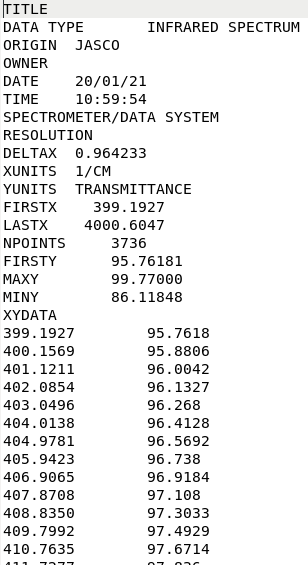 TITLE
DATA TYPE INFRARED SPECTRUM
ORIGIN JASCO
OWNER
DATE 20/01/21
TIME 10:59:54
SPECTROMETER/DATA SYSTEM
RESOLUTION
DELTAX 0.964233
XUNITS 1/CM
YUNITS TRANSMITTANCE
FIRSTX 399.1927
LASTX 4000.6047
NPOINTS 3736
FIRSTY 95.76181
MAXY 99.77000
MINY 86.11848
XYDATA
399.1927 95.7618
400.1569 95.8806
401.1211 96.0042
402.0854 96.1327
403.0496 96.268
404.0138 96.4128
404.9781 96.5692
405.9423 96.738
406.9065 96.9184
407.8708 97.108
408.8350 97.3033
409.7992 97.4929
410.7635 97.6714